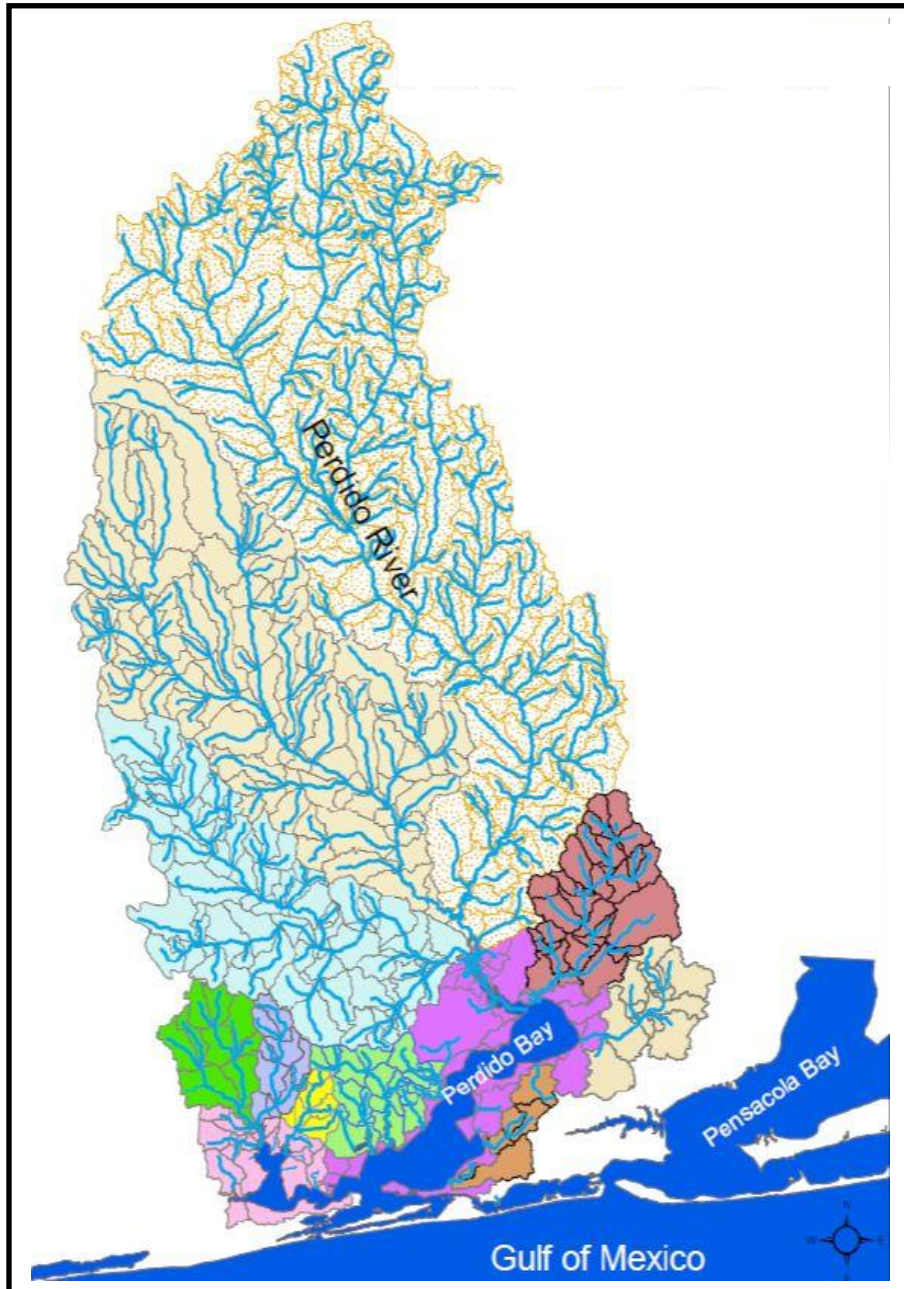 Perdido River
Perdido Bay
Pensacola Bay
Gulf of Mexico
N
W
E
S